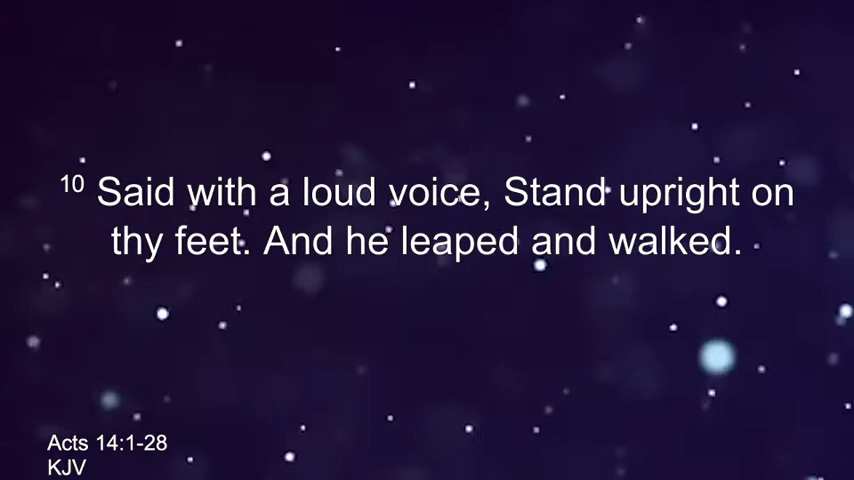 10 Said with a loud voice, Stand upright on
thy feet. And he leaped and walked.
Acts 14:1-28
KJV